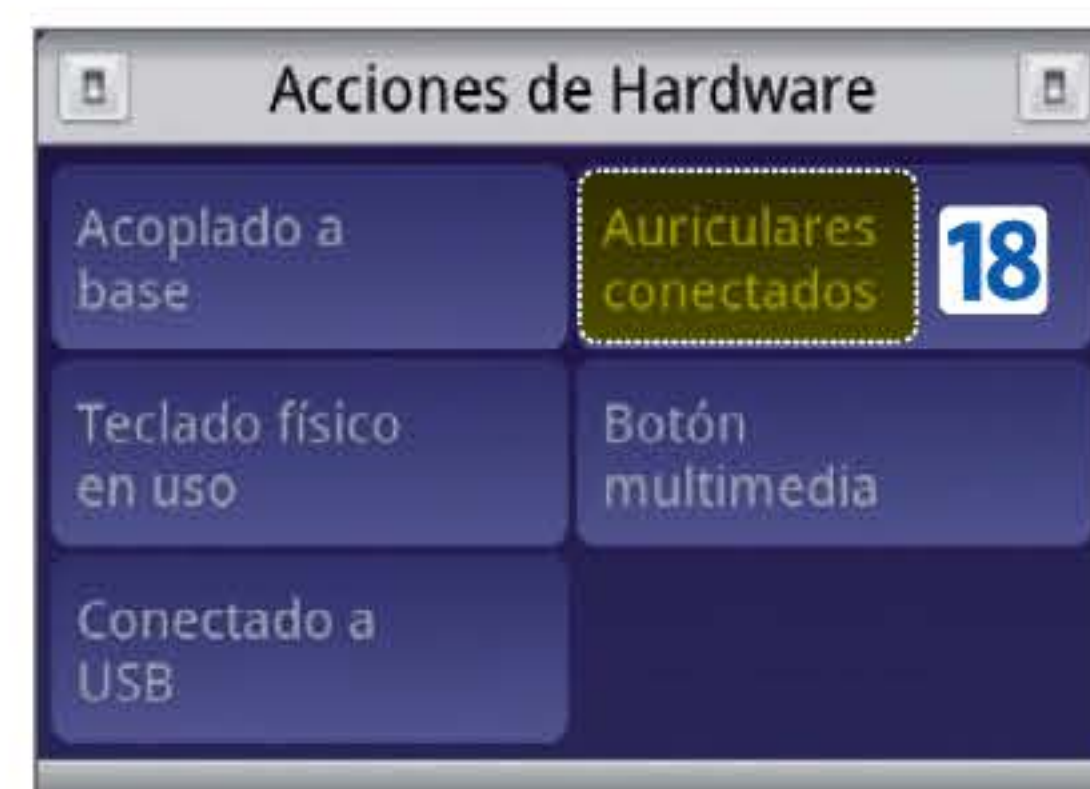 Acciones de Hardware
Acoplado a
base
Auriculares
conectados
18
Teclado físico
en uso
Botón
multimedia
Conectado a
USB